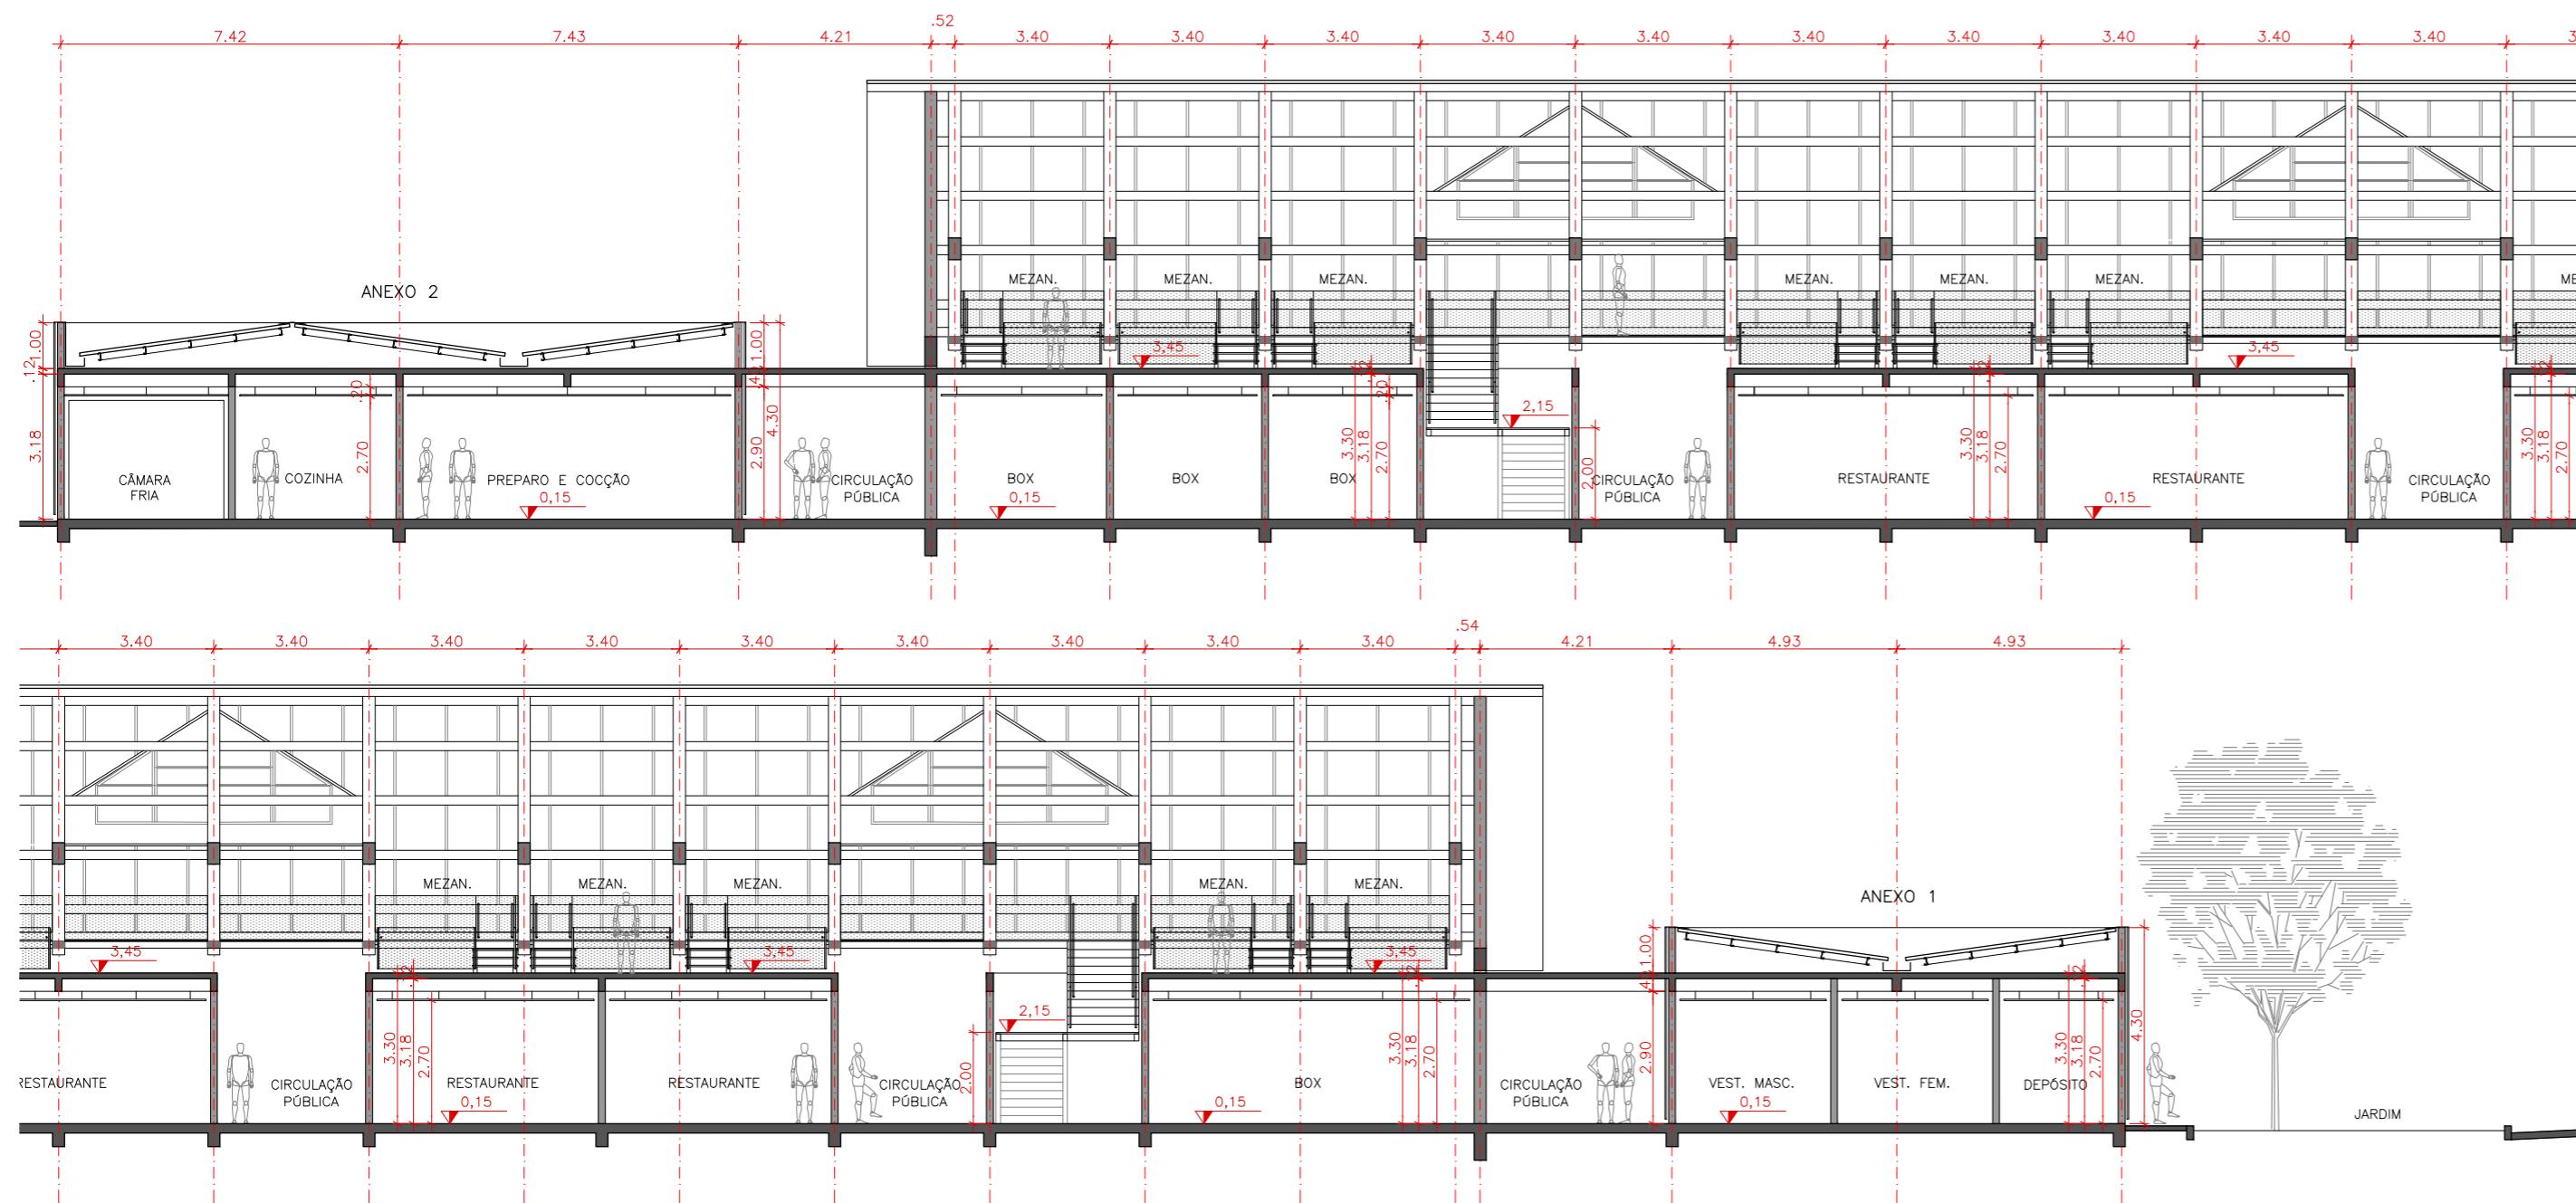 .52
7.42 7.43 4.21 3.40 3.40 3.40 3.40 3.40 3.40 3.40 3.40 3.40 3.40
ANEXO 2
MEZAN. MEZAN. MEZAN. MEZAN. MEZAN. MEZAN.
1.00 .12 3.18
.20 2.70
1.00 .42 2.90 4.30
3,45 3,45
2,15
2.00
.12 .20 3.30 3.18 2.70
.12 3.30 3.18 2.70
3.30 3.18 2.70
CÂMARA
FRIA
COZINHA
PREPARO E COCÇÃO
0,15
CIRCULAÇÃO
PÚBLICA
BOX
0,15
BOX
BOX
CIRCULAÇÃO
PÚBLICA
RESTAURANTE
RESTAURANTE
0,15
CIRCULAÇÃO
PÚBLICA
.54
3.40 3.40 3.40 3.40 3.40 3.40 3.40 3.40 3.40 4.21 4.93 4.93
ANEXO 1
MEZAN. MEZAN. MEZAN. MEZAN. MEZAN.
3,45 3,45 3,45
2,15
2.00
.12 3.30 3.18 2.70
.12 3.30 3.18 2.70
1.00 .42 2.90
3.30 3.18 2.70
4.30
RESTAURANTE
CIRCULAÇÃO
PÚBLICA
RESTAURANTE
0,15
RESTAURANTE
CIRCULAÇÃO
PÚBLICA
BOX
0,15
CIRCULAÇÃO
PÚBLICA
VEST. MASC.
0,15
VEST. FEM.
DEPÓSITO
JARDIM